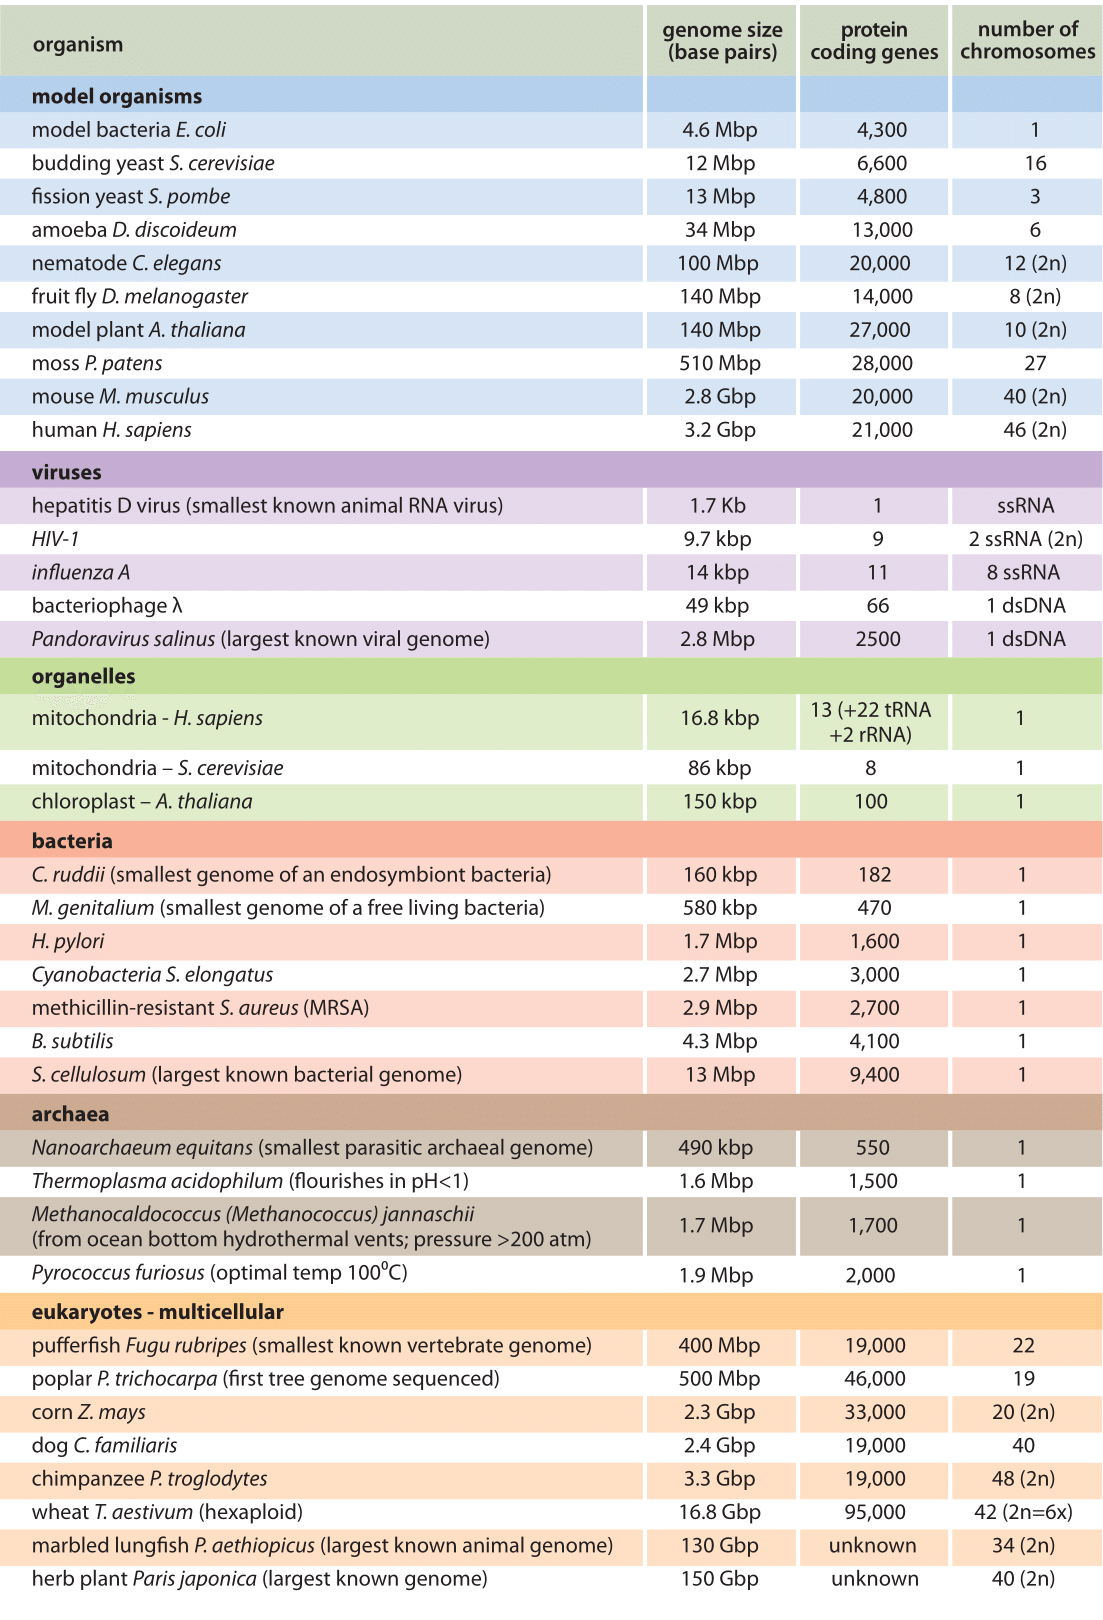 organism genome size (base pairs) protein coding genes number of chromosomes
model organisms
model bacteria E. coli 4.6 Mbp 4,300 1
budding yeast S. cerevisiae 12 Mbp 6,600 16
fission yeast S. pombe 13 Mbp 4,800 3
amoeba D. discoideum 34 Mbp 13,000 6
nematode C. elegans 100 Mbp 20,000 12 (2n)
fruit fly D. melanogaster 140 Mbp 14,000 8 (2n)
model plant A. thaliana 140 Mbp 27,000 10 (2n)
moss P. patens 510 Mbp 28,000 27
mouse M. musculus 2.8 Gbp 20,000 40 (2n)
human H. sapiens 3.2 Gbp 21,000 46 (2n)
viruses
hepatitis D virus (smallest known animal RNA virus) 1.7 Kb 1 ssRNA
HIV-1 9.7 kbp 9 2 ssRNA (2n)
influenza A 14 kbp 11 8 ssRNA
bacteriophage λ 49 kbp 66 1 dsDNA
Pandoravirus salinus (largest known viral genome) 2.8 Mbp 2500 1 dsDNA
organelles
mitochondria - H. sapiens 16.8 kbp 13 (+22 tRNA +2 rRNA) 1
mitochondria – S. cerevisiae 86 kbp 8 1
chloroplast – A. thaliana 150 kbp 100 1
bacteria
C. ruddii (smallest genome of an endosymbiont bacteria) 160 kbp 182 1
M. genitalium (smallest genome of a free living bacteria) 580 kbp 470 1
H. pylori 1.7 Mbp 1,600 1
Cyanobacteria S. elongatus 2.7 Mbp 3,000 1
methicillin-resistant S. aureus (MRSA) 2.9 Mbp 2,700 1
B. subtilis 4.3 Mbp 4,100 1
S. cellulosum (largest known bacterial genome) 13 Mbp 9,400 1
archaea
Nanoarchaeum equitans (smallest parasitic archaeal genome) 490 kbp 550 1
Thermoplasma acidophilum (flourishes in pH<1) 1.6 Mbp 1,500 1
Methanocaldococcus (Methanococcus) jannaschii
(from ocean bottom hydrothermal vents; pressure >200 atm) 1.7 Mbp 1,700 1
Pyrococcus furiosus (optimal temp 100⁰C) 1.9 Mbp 2,000 1
eukaryotes - multicellular
pufferfish Fugu rubripes (smallest known vertebrate genome) 400 Mbp 19,000 22
poplar P. trichocarpa (first tree genome sequenced) 500 Mbp 46,000 19
corn Z. mays 2.3 Gbp 33,000 20 (2n)
dog C. familiaris 2.4 Gbp 19,000 40
chimpanzee P. troglodytes 3.3 Gbp 19,000 48 (2n)
wheat T. aestivum (hexaploid) 16.8 Gbp 95,000 42 (2n=6x)
marbled lungfish P. aethiopicus (largest known animal genome) 130 Gbp unknown 34 (2n)
herb plant Paris japonica (largest known genome) 150 Gbp unknown 40 (2n)